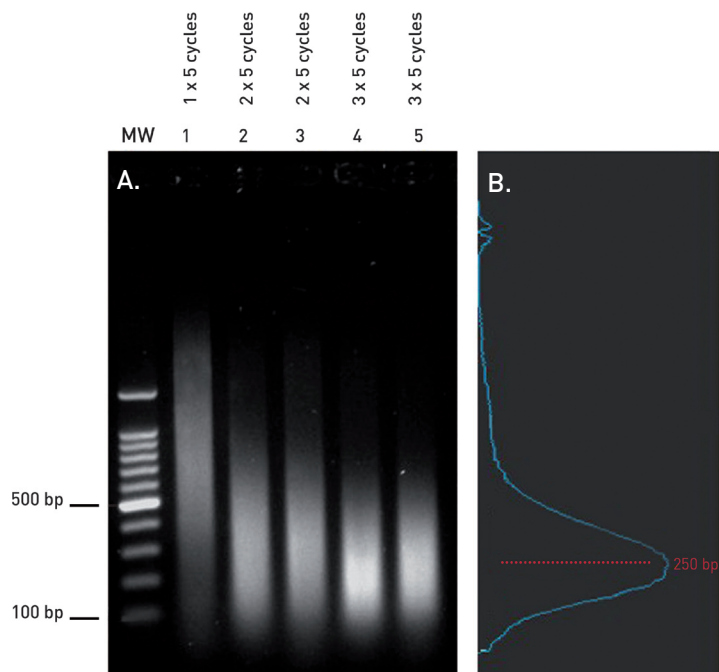 1 x 5 cycles
2 x 5 cycles
2 x 5 cycles
3 x 5 cycles
3 x 5 cycles
MW 1 2 3 4 5
A.
B.
500 bp
250 bp
100 bp